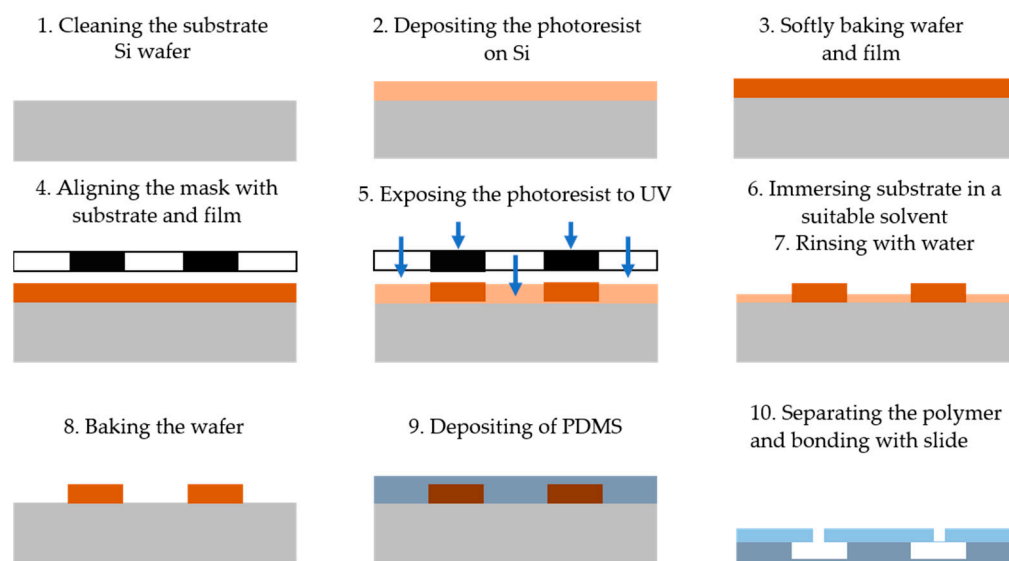 1. Cleaning the substrate
Si wafer
2. Depositing the photoresist
on Si
3. Softly baking wafer
and film
4. Aligning the mask with
substrate and film
5. Exposing the photoresist to UV
6. Immersing substrate in a
suitable solvent
7. Rinsing with water
8. Baking the wafer
9. Depositing of PDMS
10. Separating the polymer
and bonding with slide